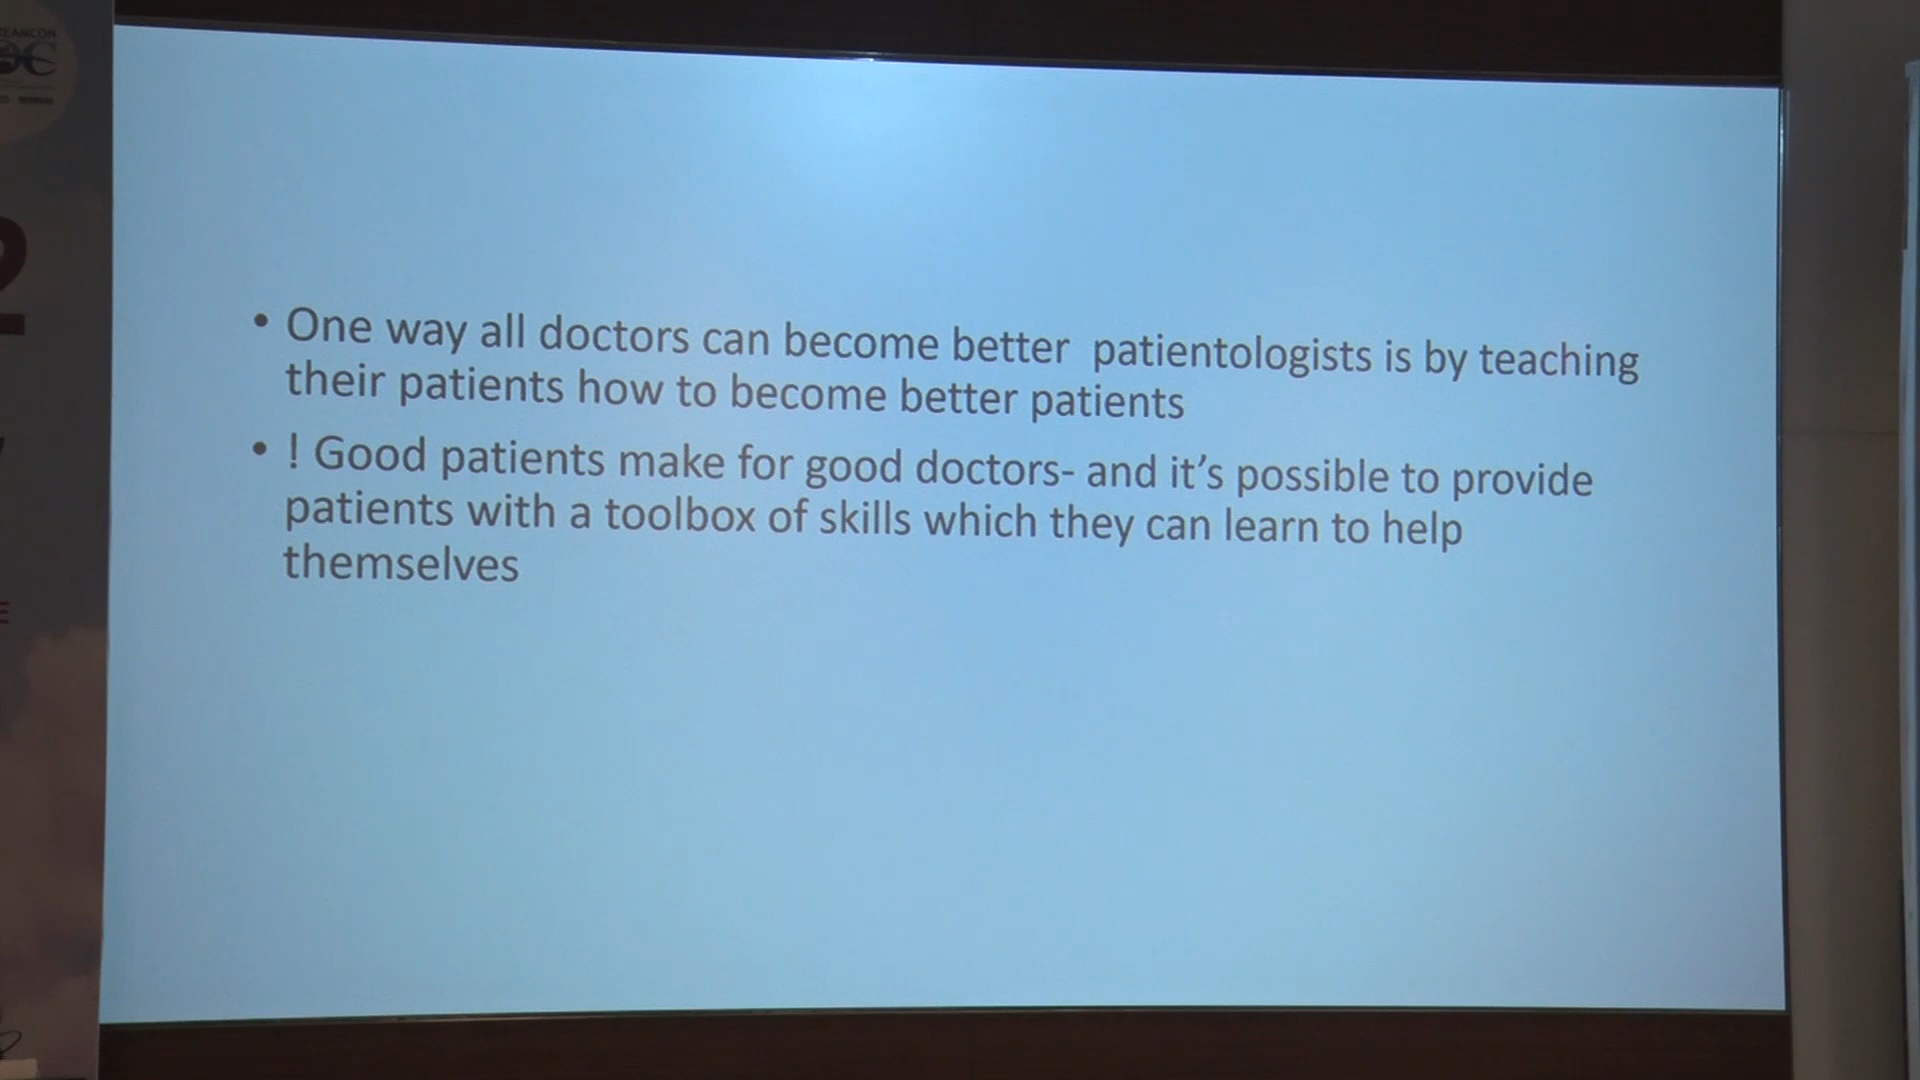 EAMCON
2
• One way all doctors can become better  patientologists is by teaching
their patients how to become better patients
• ! Good patients make for good doctors- and it’s possible to provide
patients with a toolbox of skills which they can learn to help
themselves